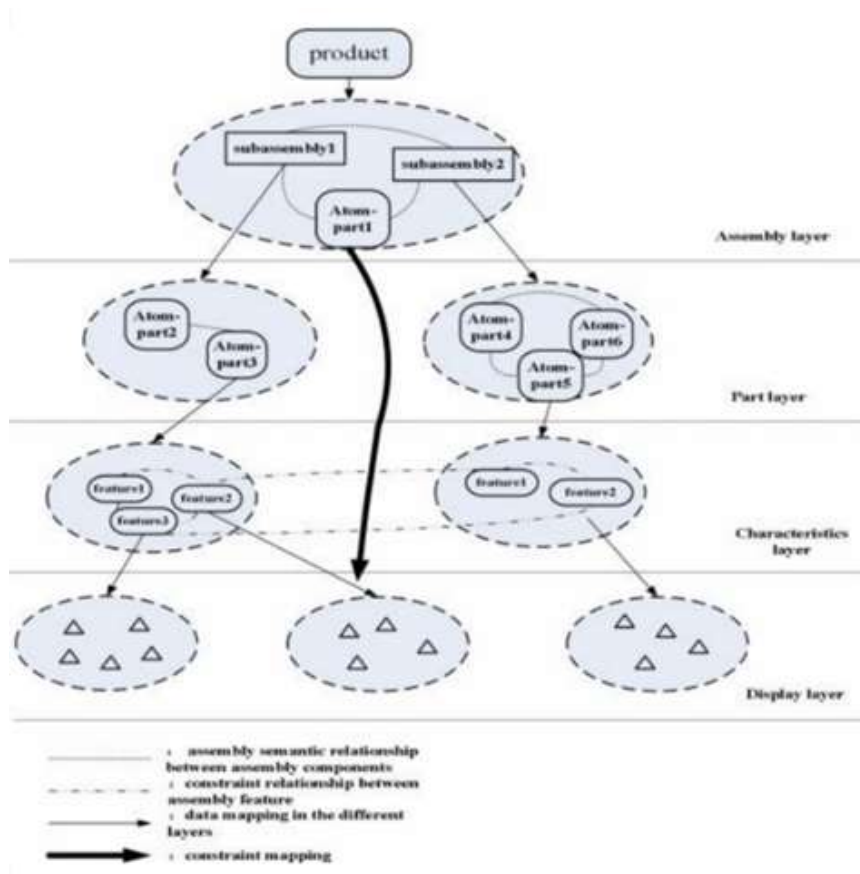 product
subassembly1
subassembly2
Atom-
part1
Assembly layer
Atom-
part2
Atom-
part3
Atom-
part4
Atom-
part6
Atom-
part5
Part layer
feature1
feature2
feature3
feature1
feature2
Characteristics
layer
Display layer
: assembly semantic relationship
between assembly components
: constraint relationship between
assembly feature
: data mapping in the different
layers
: constraint mapping